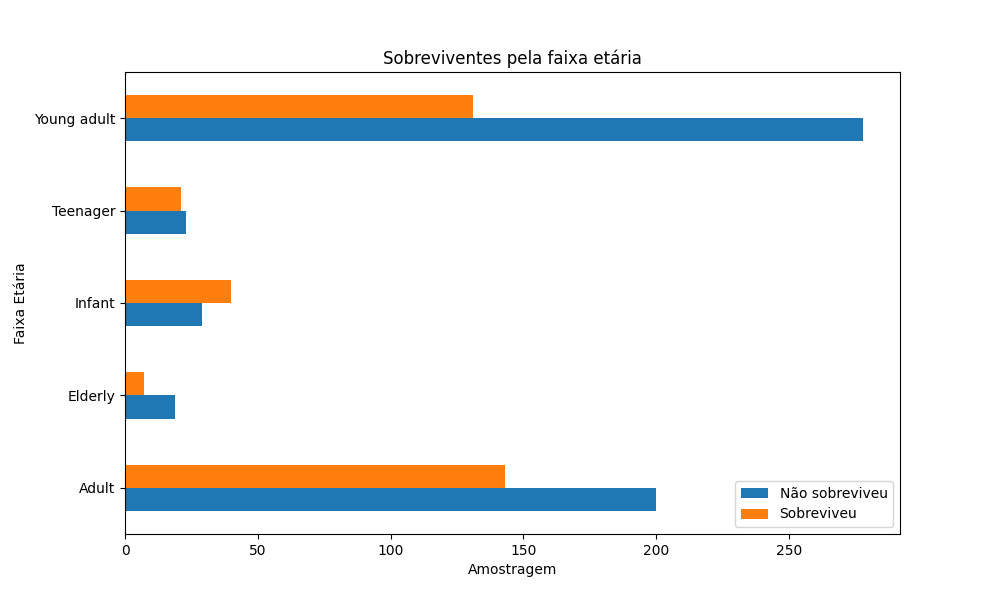 Sobreviventes pela faixa etária
Faixa Etária
Young adult
Teenager
Infant
Elderly
Adult
Não sobreviveu
Sobreviveu
0 50 100 150 200 250
Amostragem